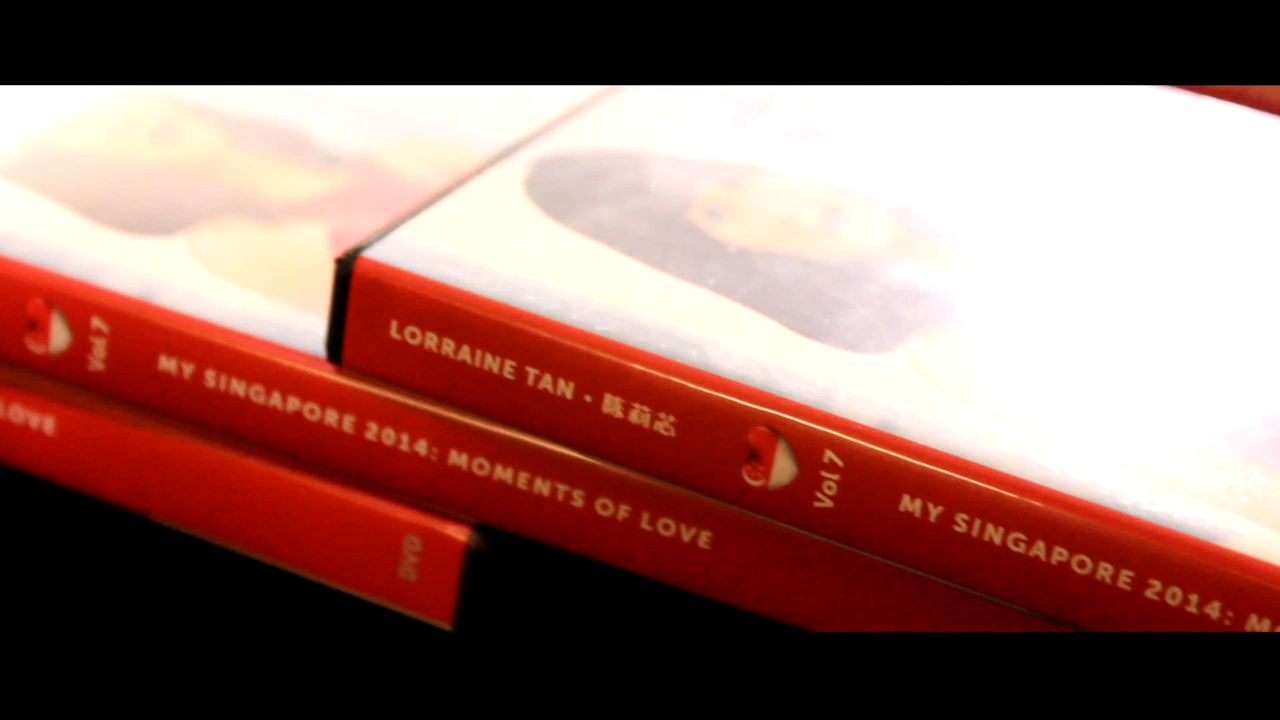 LORRAINE TAN · 陈莉芯 Vol 7 MY SINGAPORE 2014:
Vol 7 MY SINGAPORE 2014: MOMENTS OF LOVE
LOVE DVD